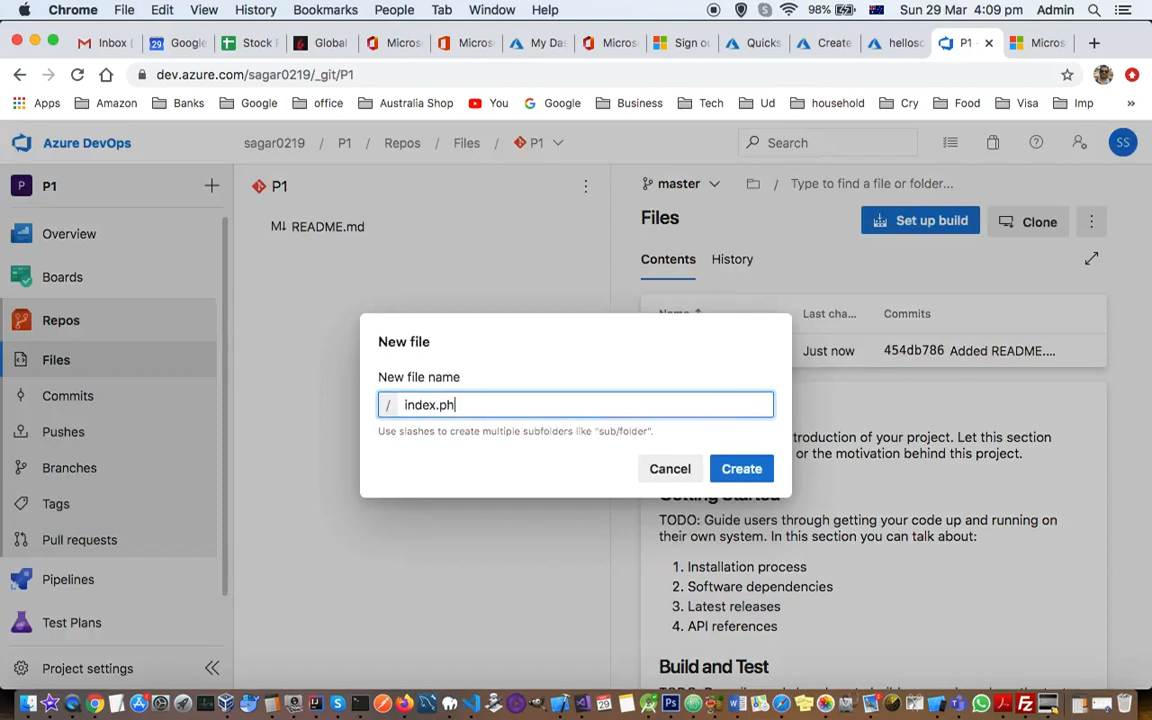 Chrome File Edit View History Bookmarks People Tab Window Help 98% Sun 29 Mar 4:09 pm Admin
Inbox ( Google Stock Global Micros Micros My Da Micros Sign ou Quicks Create hellosc P1 - Micros
dev.azure.com/sagar0219/_git/P1
Apps Amazon Banks Google office Australia Shop You Google Business Tech Ud household Cry Food Visa Imp »
Azure DevOps sagar0219 / P1 / Repos / Files / P1 Search SS
P P1
Overview
Boards
Repos
Files
Commits
Pushes
Branches
Tags
Pull requests
Pipelines
Test Plans
Project settings
P1
README.md
master / Type to find a file or folder...
Files Set up build Clone
Contents History
Name Last cha... Commits
Just now 454db786 Added README....
New file
New file name
/ index.ph
Use slashes to create multiple subfolders like "sub/folder".
Cancel Create
troduction of your project. Let this section
or the motivation behind this project.
Getting Started
TODO: Guide users through getting your code up and running on
their own system. In this section you can talk about:
1. Installation process
2. Software dependencies
3. Latest releases
4. API references
Build and Test